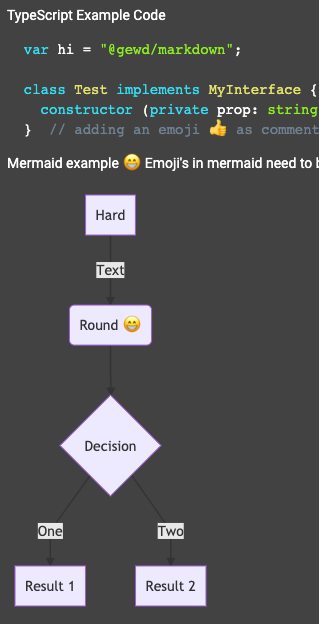 TypeScript Example Code
var hi = "@gewd/markdown";
class Test implements MyInterface {
constructor (private prop: string
} // adding an emoji 👍 as comment
Mermaid example 😁 Emoji's in mermaid need to b
Hard
Text
Round 😁
Decision
One Two
Result 1 Result 2